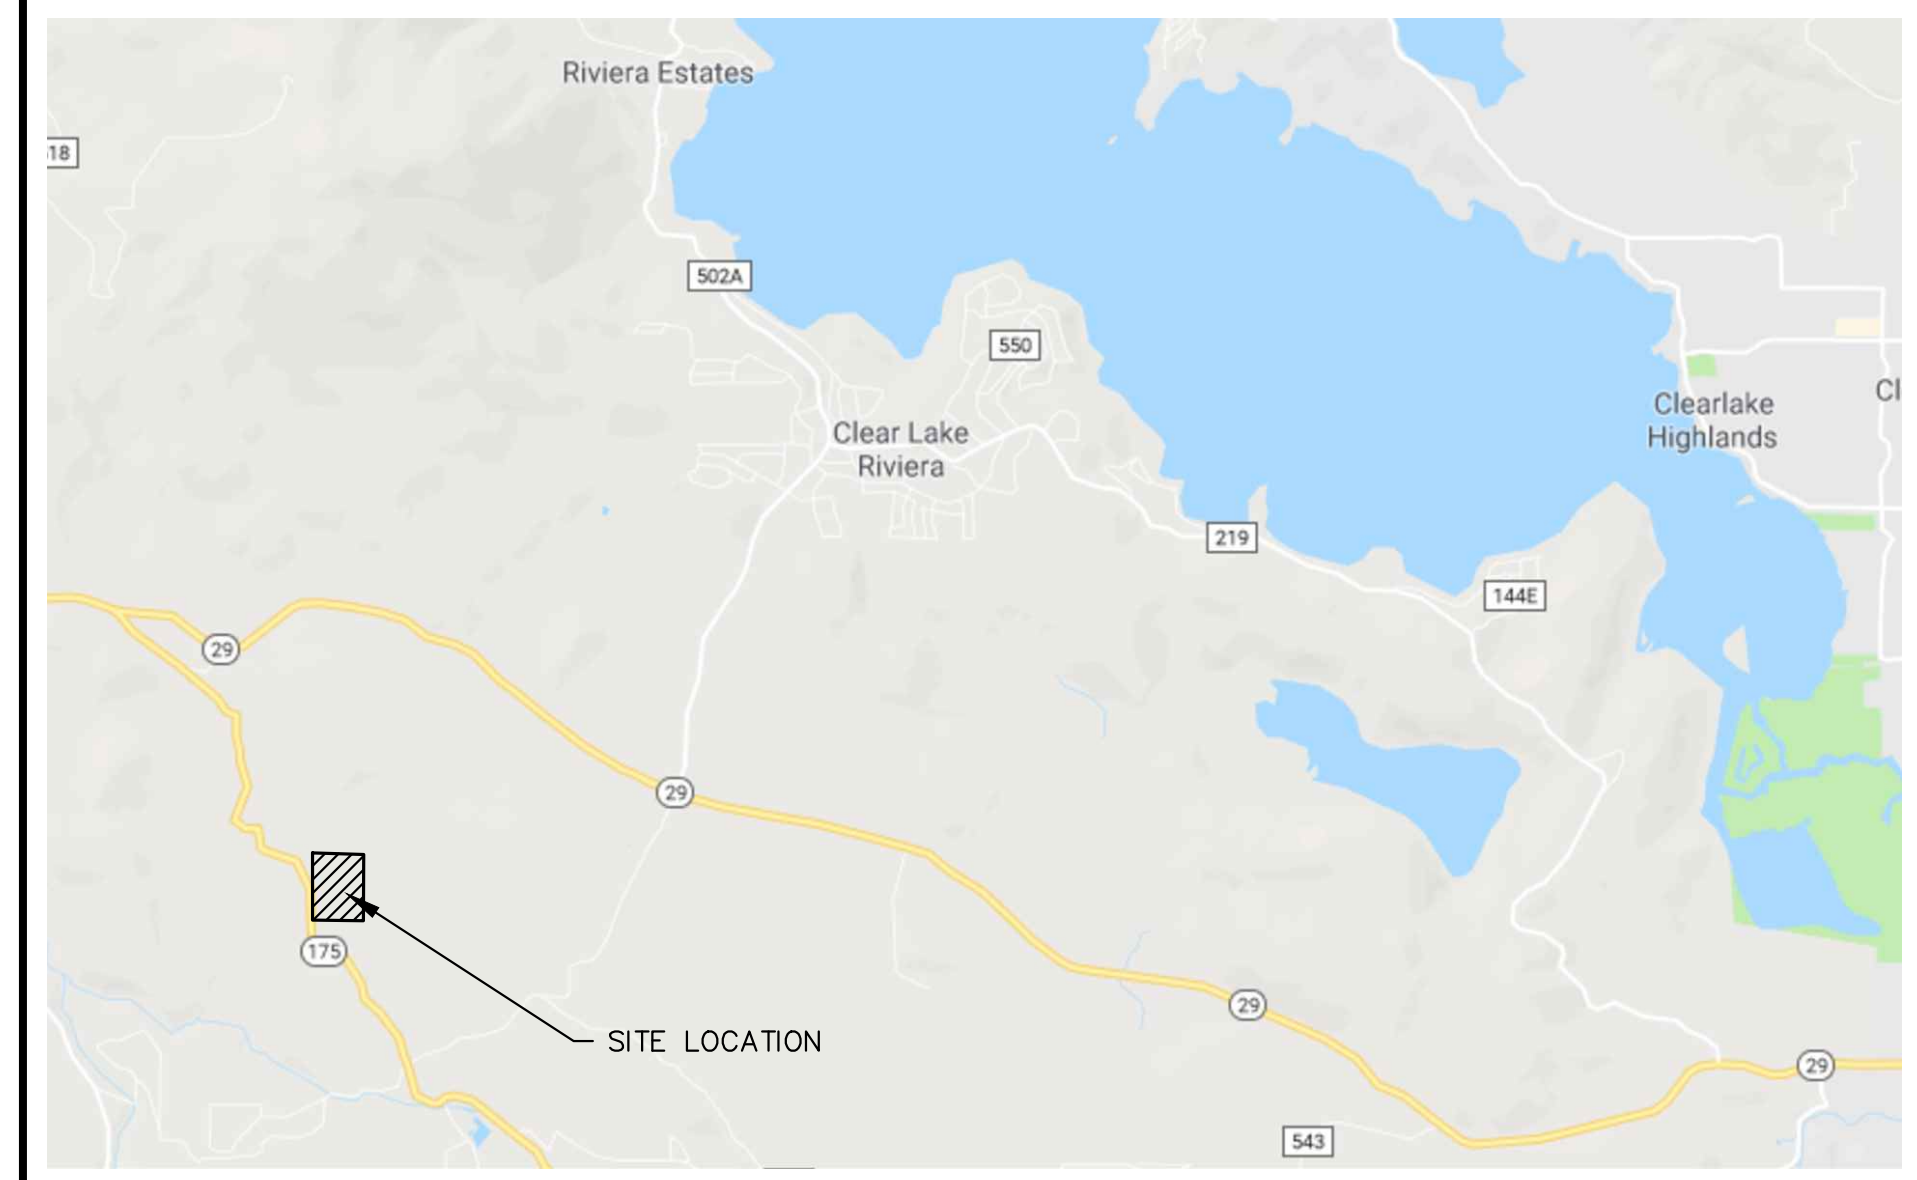 Riviera Estates
18
502A
550
Clear Lake
Riviera
Clearlake
Highlands
Cl
219
144E
29
29
175
29
SITE LOCATION
29
543